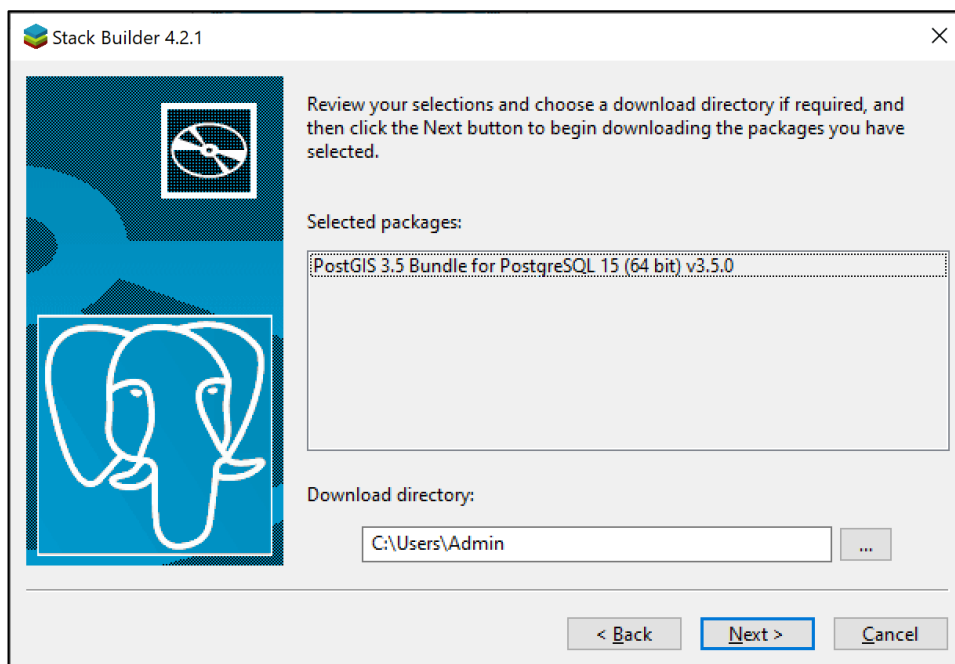 Stack Builder 4.2.1
Review your selections and choose a download directory if required, and
then click the Next button to begin downloading the packages you have
selected.
Selected packages:
PostGIS 3.5 Bundle for PostgreSQL 15 (64 bit) v3.5.0
Download directory:
C:\Users\Admin
...
< Back
Next >
Cancel